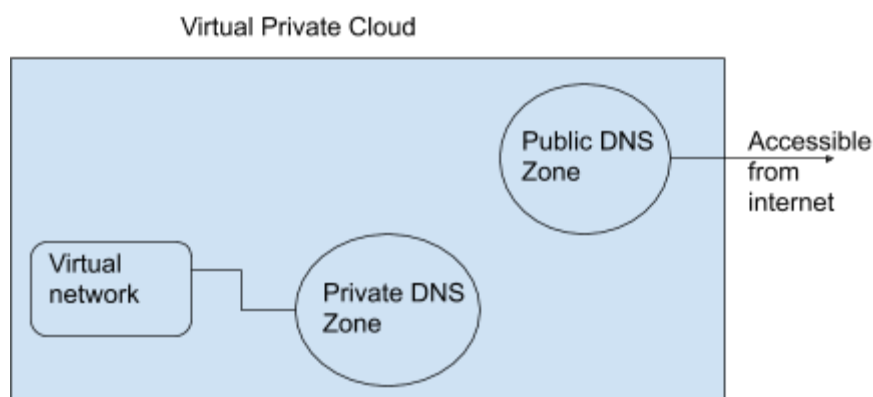 Virtual Private Cloud
Public DNS
Zone
Accessible
from
internet
Virtual
network
Private DNS
Zone